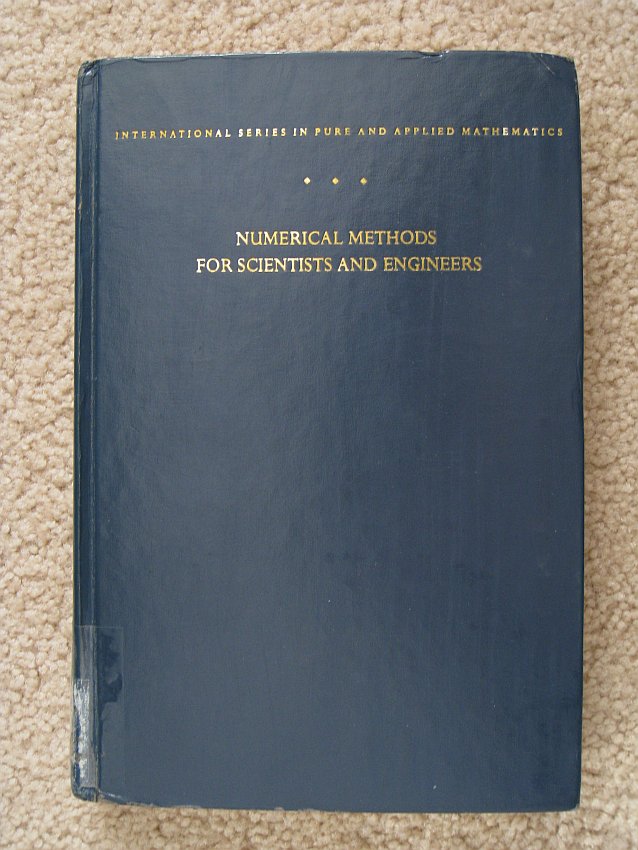 INTERNATIONAL SERIES IN PURE AND APPLIED MATHEMATICS
NUMERICAL METHODS
FOR SCIENTISTS AND ENGINEERS